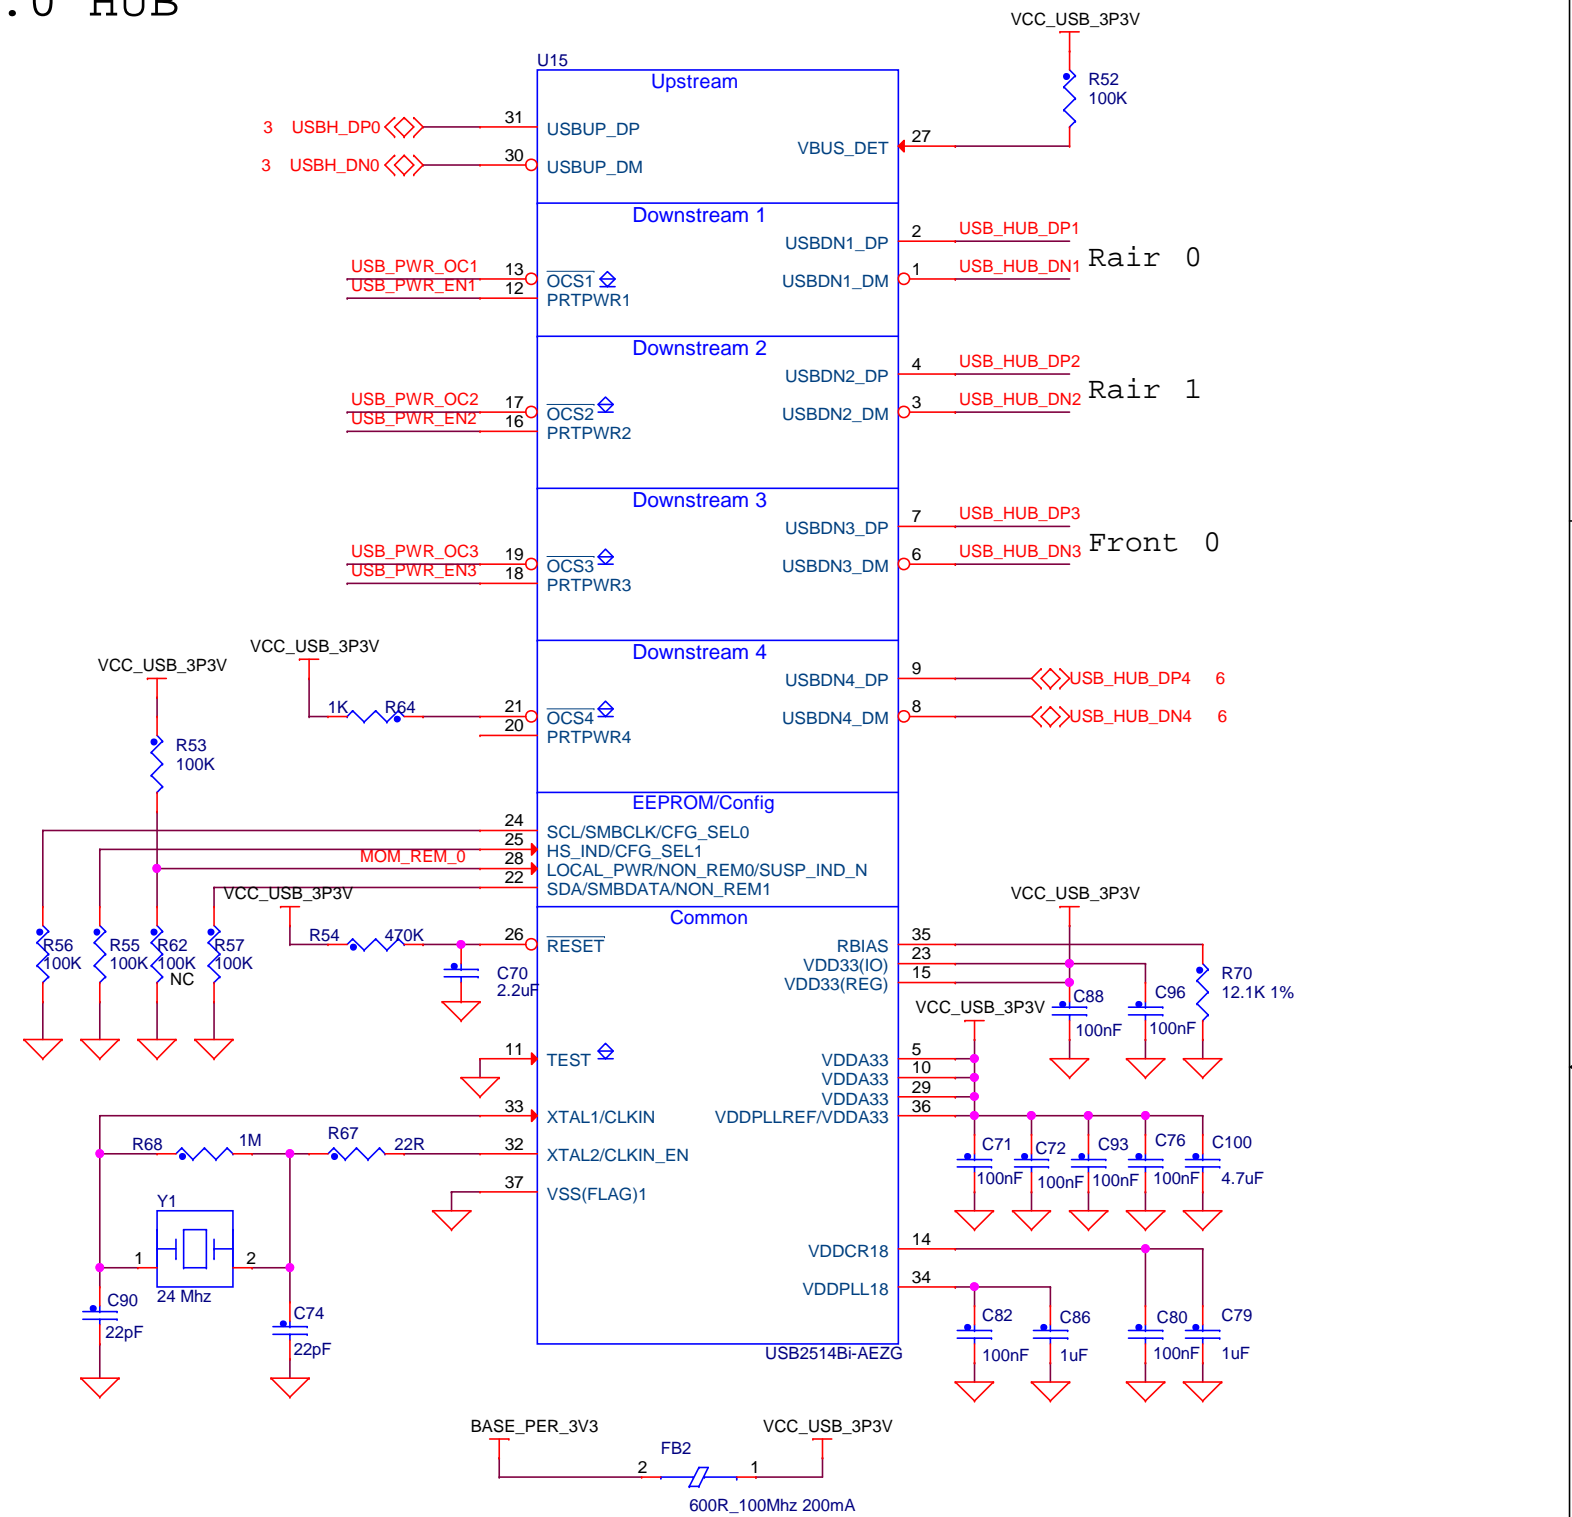 .0 HUB
VCC_USB_3P3V
U15
Upstream
R52
100K
3 USBH_DP0
31
USBUP_DP
27
VBUS_DET
3 USBH_DN0
30
USBUP_DM
Downstream 1
USBDN1_DP
2
USB_HUB_DP1
Rair 0
USB_PWR_OC1
13
OCS1
USBDN1_DM
1
USB_HUB_DN1
USB_PWR_EN1
12
PRTPWR1
Downstream 2
USBDN2_DP
4
USB_HUB_DP2
Rair 1
USB_PWR_OC2
17
OCS2
USBDN2_DM
3
USB_HUB_DN2
USB_PWR_EN2
16
PRTPWR2
Downstream 3
USBDN3_DP
7
USB_HUB_DP3
Front 0
USB_PWR_OC3
19
OCS3
USBDN3_DM
6
USB_HUB_DN3
USB_PWR_EN3
18
PRTPWR3
VCC_USB_3P3V
VCC_USB_3P3V
Downstream 4
USBDN4_DP
9
USB_HUB_DP4 6
1K
R64
21
OCS4
USBDN4_DM
8
USB_HUB_DN4 6
20
PRTPWR4
R53
100K
EEPROM/Config
24
SCL/SMBCLK/CFG_SEL0
25
HS_IND/CFG_SEL1
MOM_REM_0
28
LOCAL_PWR/NON_REM0/SUSP_IND_N
22
SDA/SMBDATA/NON_REM1
VCC_USB_3P3V
VCC_USB_3P3V
Common
R56
100K
R55
100K
R62
100K
NC
R57
100K
R54
470K
26
RESET
C70
2.2uF
RBIAS
35
VDD33(IO)
23
VDD33(REG)
15
R70
12.1K 1%
C88
100nF
C96
100nF
VCC_USB_3P3V
11
TEST
VDDA33
5
VDDA33
10
VDDA33
29
VDDPLLREF/VDDA33
36
33
XTAL1/CLKIN
R68
1M
R67
22R
32
XTAL2/CLKIN_EN
37
VSS(FLAG)1
C71
100nF
C72
100nF
C93
100nF
C76
100nF
C100
4.7uF
Y1
1
2
24 Mhz
C90
22pF
C74
22pF
VDDCR18
14
VDDPLL18
34
C82
100nF
C86
1uF
C80
100nF
C79
1uF
USB2514Bi-AEZG
BASE_PER_3V3
VCC_USB_3P3V
FB2
2
1
600R_100Mhz 200mA